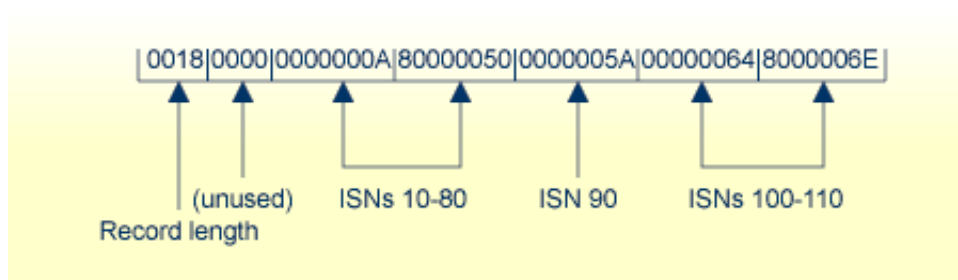 0018|0000|0000000A|80000050|0000005A|00000064|8000006E
(unused) ISNs 10-80 ISN 90 ISNs 100-110
Record length